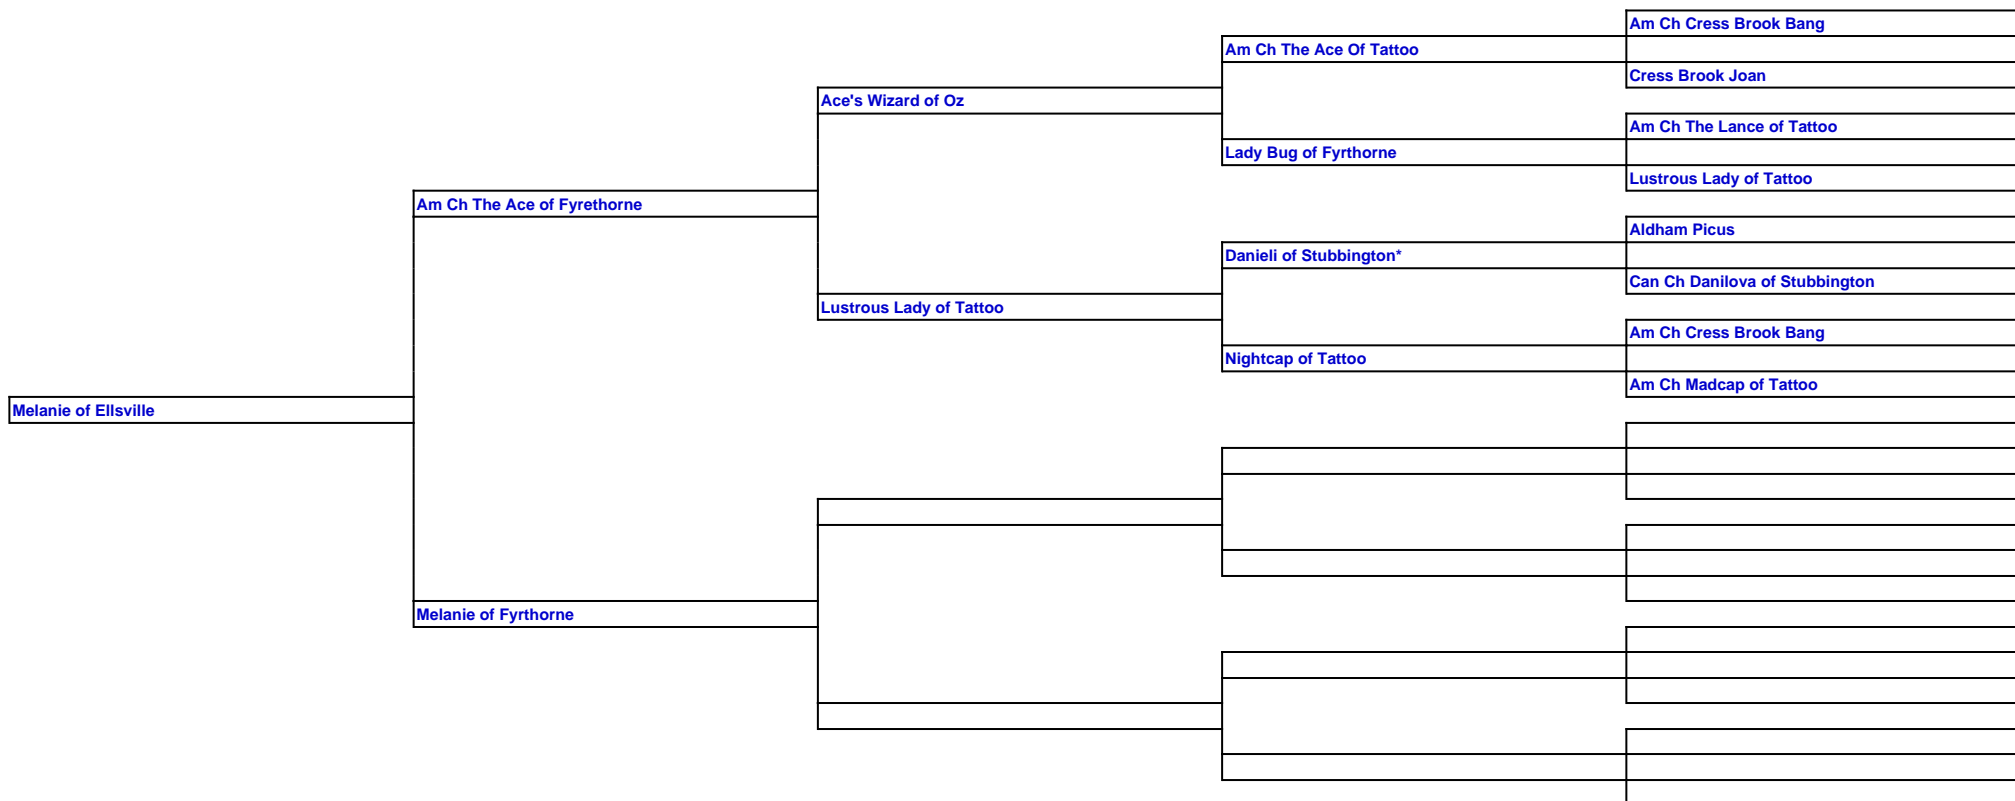 Am Ch Cress Brook Bang
Am Ch The Ace Of Tattoo
Cress Brook Joan
Ace's Wizard of Oz
Am Ch The Lance of Tattoo
Lady Bug of Fyrthorne
Lustrous Lady of Tattoo
Am Ch The Ace of Fyrethorne
Aldham Picus
Danieli of Stubbington*
Can Ch Danilova of Stubbington
Lustrous Lady of Tattoo
Am Ch Cress Brook Bang
Nightcap of Tattoo
Am Ch Madcap of Tattoo
Melanie of Ellsville
Melanie of Fyrthorne